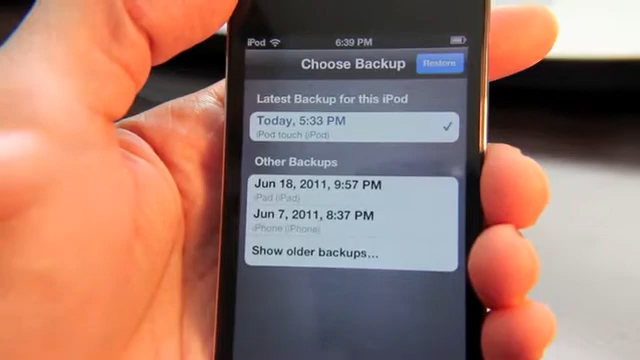 iPod 6:39 PM
Choose Backup Restore
Latest Backup for this iPod
Today, 5:33 PM
iPod touch (iPod)
Other Backups
Jun 18, 2011, 9:57 PM
iPad (iPad)
Jun 7, 2011, 8:37 PM
iPhone (iPhone)
Show older backups...